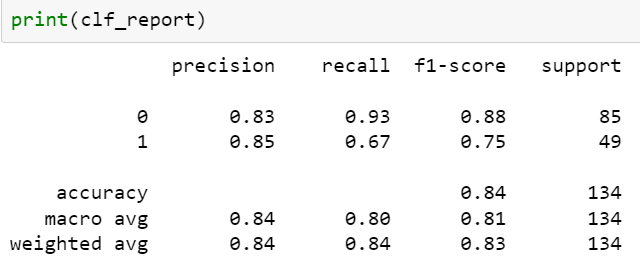 print(clf_report)
precision recall f1-score support
0 0.83 0.93 0.88 85
1 0.85 0.67 0.75 49
accuracy 0.84 134
macro avg 0.84 0.80 0.81 134
weighted avg 0.84 0.84 0.83 134